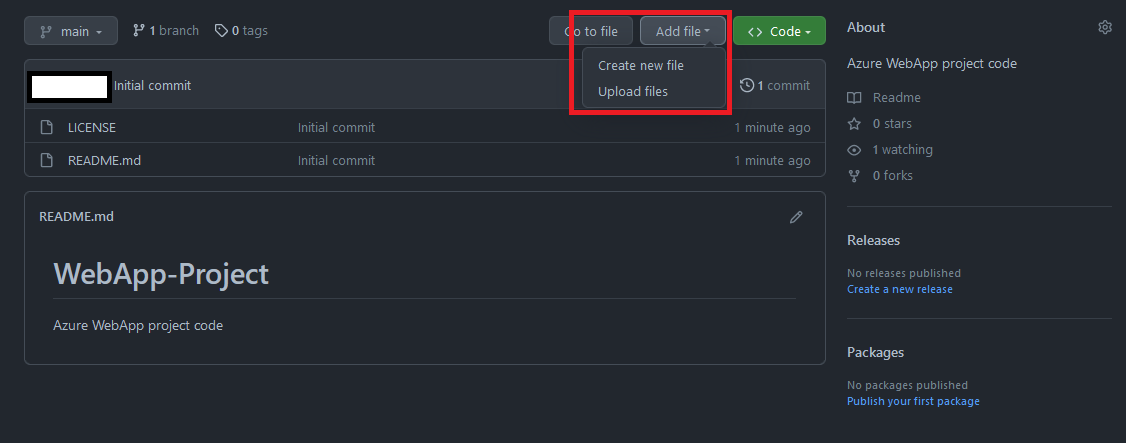 main
1 branch
0 tags
Go to file
Add file
Code
Create new file
Upload files
Initial commit
1 commit
LICENSE
Initial commit
1 minute ago
README.md
Initial commit
1 minute ago
README.md
WebApp-Project
Azure WebApp project code
About
Azure WebApp project code
Readme
0 stars
1 watching
0 forks
Releases
No releases published
Create a new release
Packages
No packages published
Publish your first package